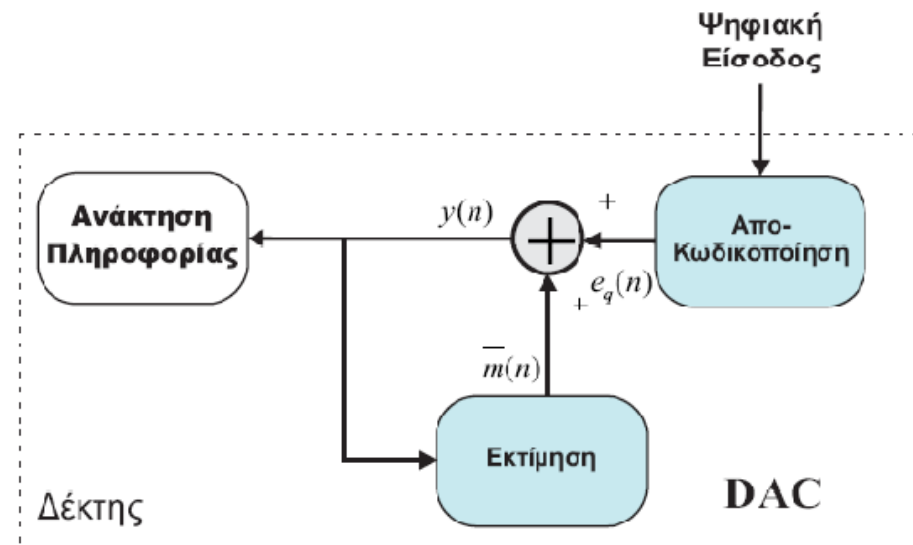 Ψηφιακή
Είσοδος
Ανάκτηση
Πληροφορίας
y(n)
+
+
Απο-
Κωδικοποίηση
+
e_q(n)
m̅(n)
Εκτίμηση
Δέκτης
DAC